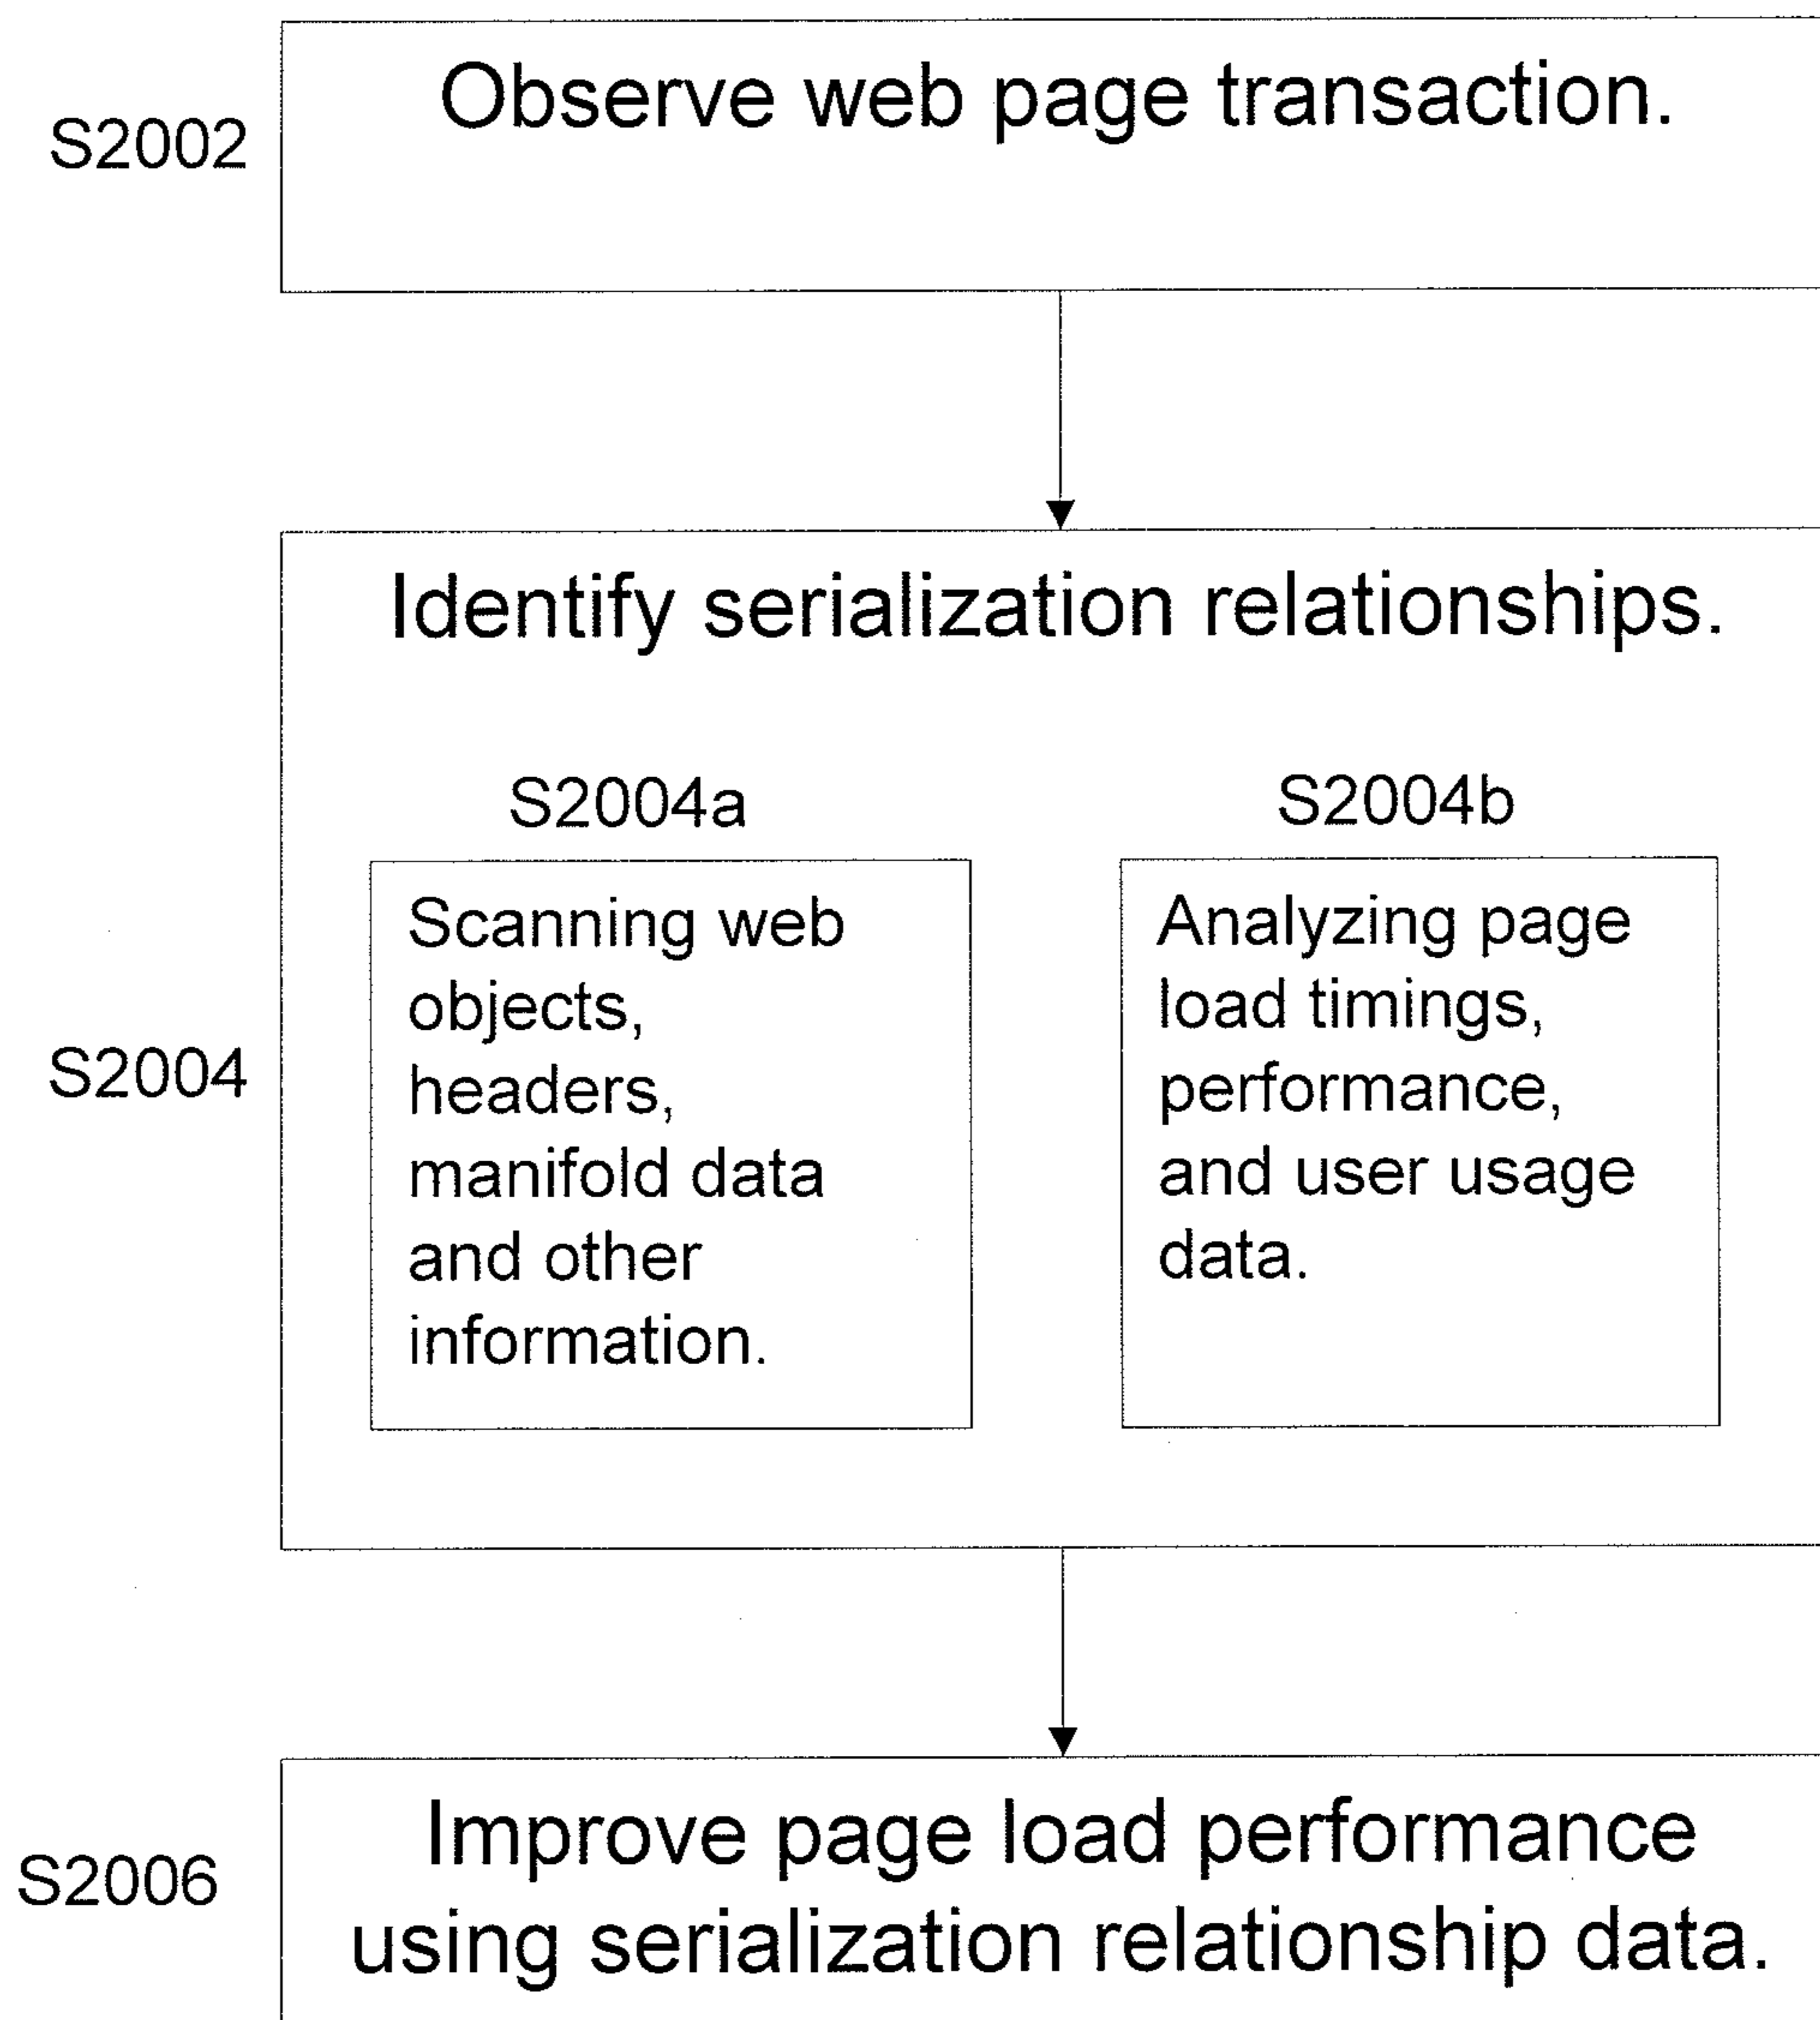 S2002
Observe web page transaction.
S2004
Identify serialization relationships.
S2004a
Scanning web
objects,
headers,
manifold data
and other
information.
S2004b
Analyzing page
load timings,
performance,
and user usage
data.
S2006
Improve page load performance
using serialization relationship data.